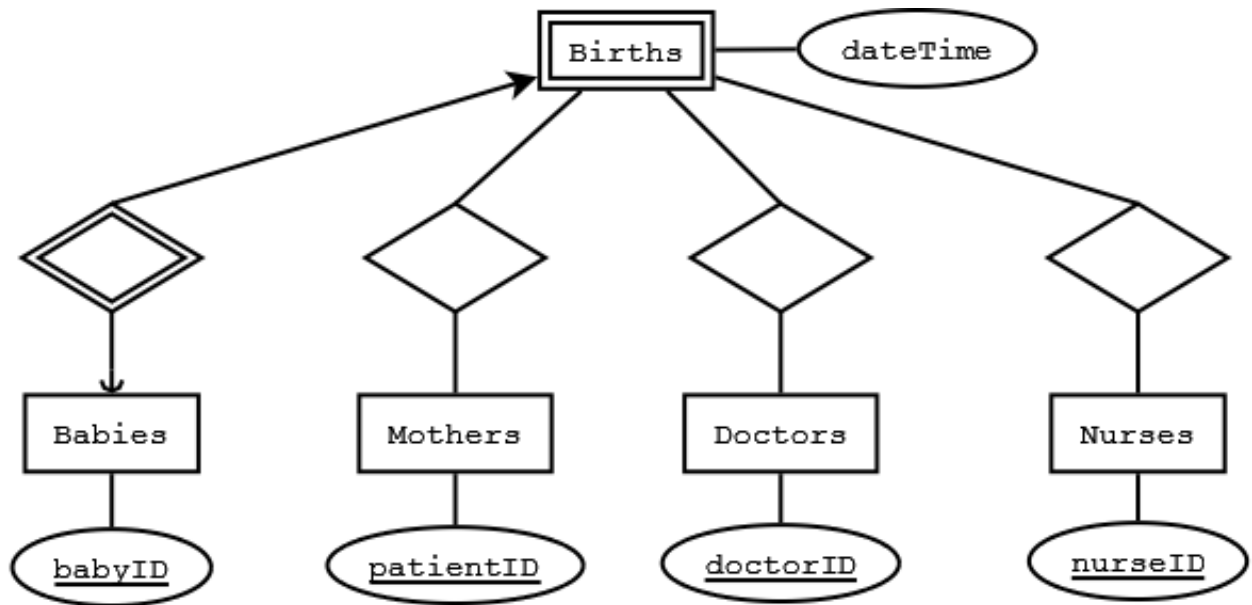 Births
dateTime
Babies
Mothers
Doctors
Nurses
babyID
patientID
doctorID
nurseID